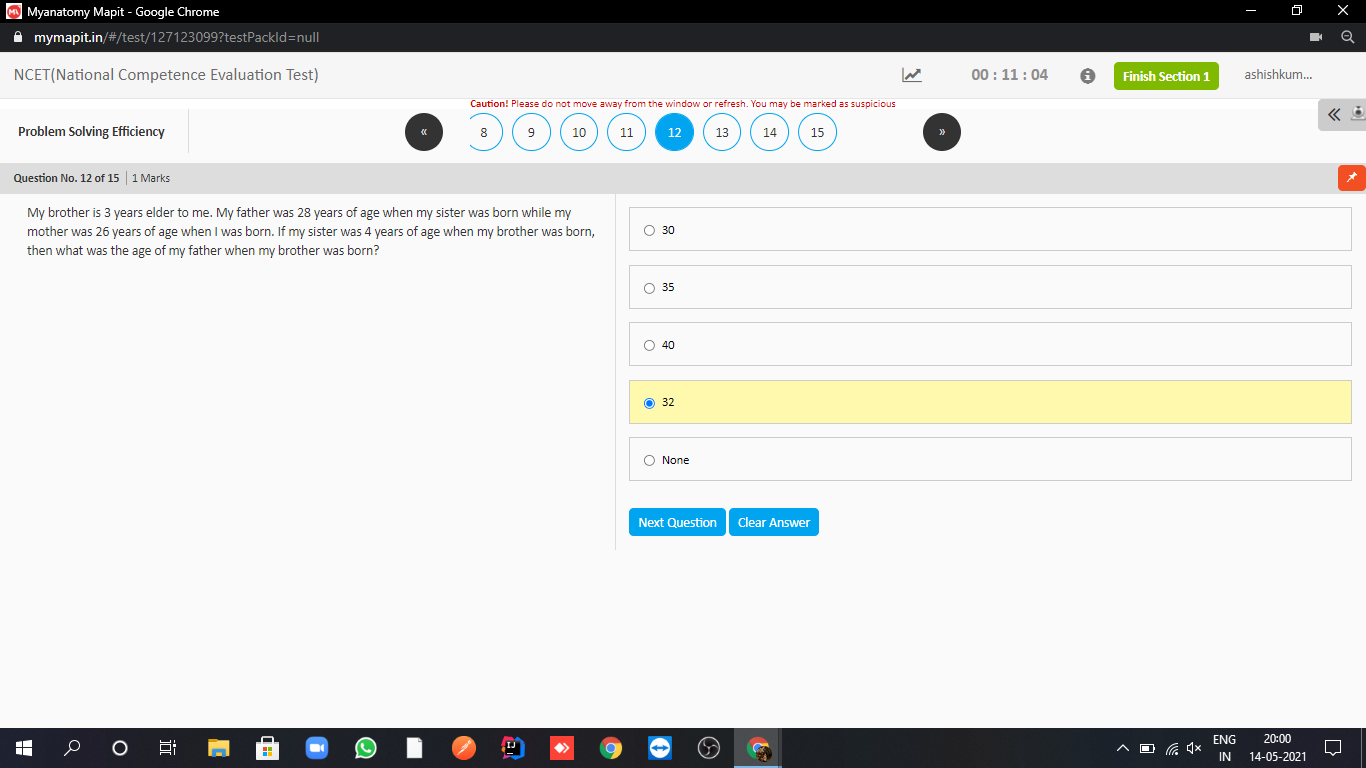 Myanatomy Mapit - Google Chrome
mymapit.in/#/test/127123099?testPackId=null
NCET(National Competence Evaluation Test)
00 : 11 : 04
Finish Section 1
ashishkum...
Caution! Please do not move away from the window or refresh. You may be marked as suspicious
Problem Solving Efficiency
«
8
9
10
11
12
13
14
15
»
Question No. 12 of 15 | 1 Marks
My brother is 3 years elder to me. My father was 28 years of age when my sister was born while my
mother was 26 years of age when I was born. If my sister was 4 years of age when my brother was born,
then what was the age of my father when my brother was born?
30
35
40
32
None
Next Question
Clear Answer
ENG
IN
20:00
14-05-2021